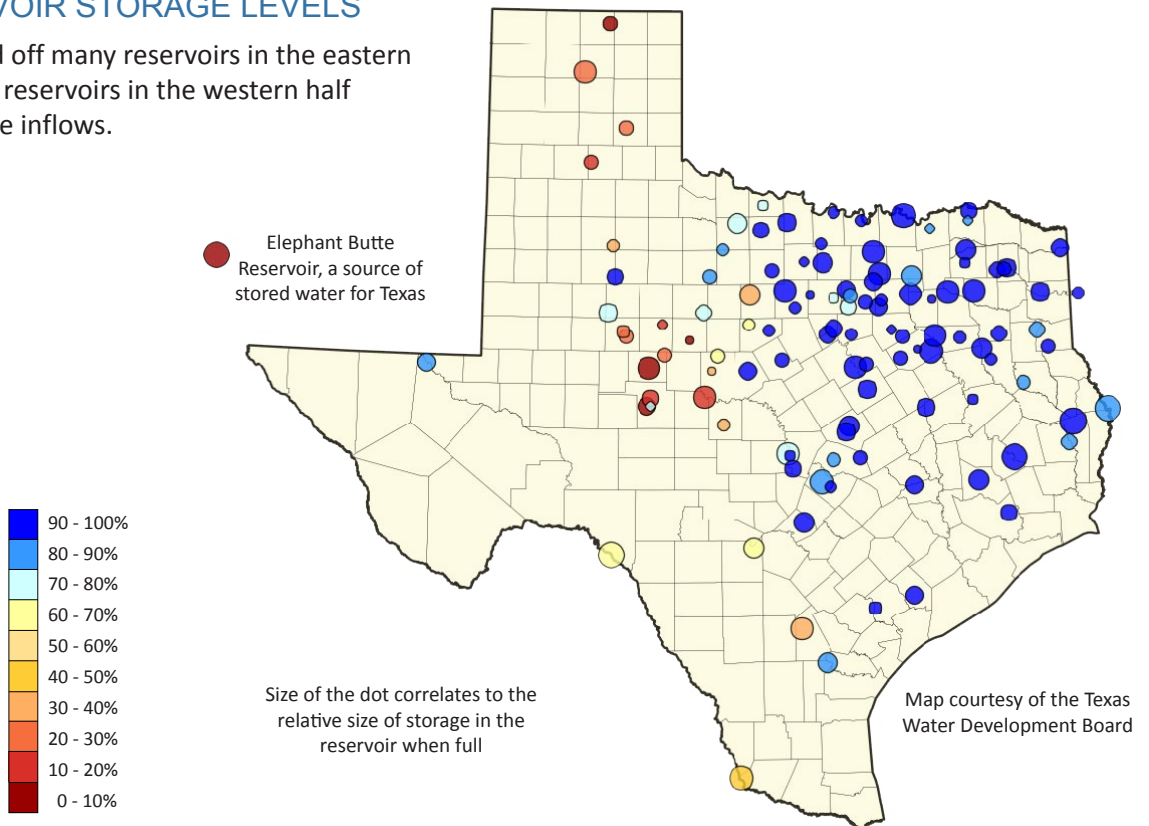 VOIR STORAGE LEVELS
off many reservoirs in the eastern
reservoirs in the western half
e inflows.
Elephant Butte
Reservoir, a source of
stored water for Texas
90 - 100%
80 - 90%
70 - 80%
60 - 70%
50 - 60%
40 - 50%
30 - 40%
20 - 30%
10 - 20%
0 - 10%
Size of the dot correlates to the
relative size of storage in the
reservoir when full
Map courtesy of the Texas
Water Development Board